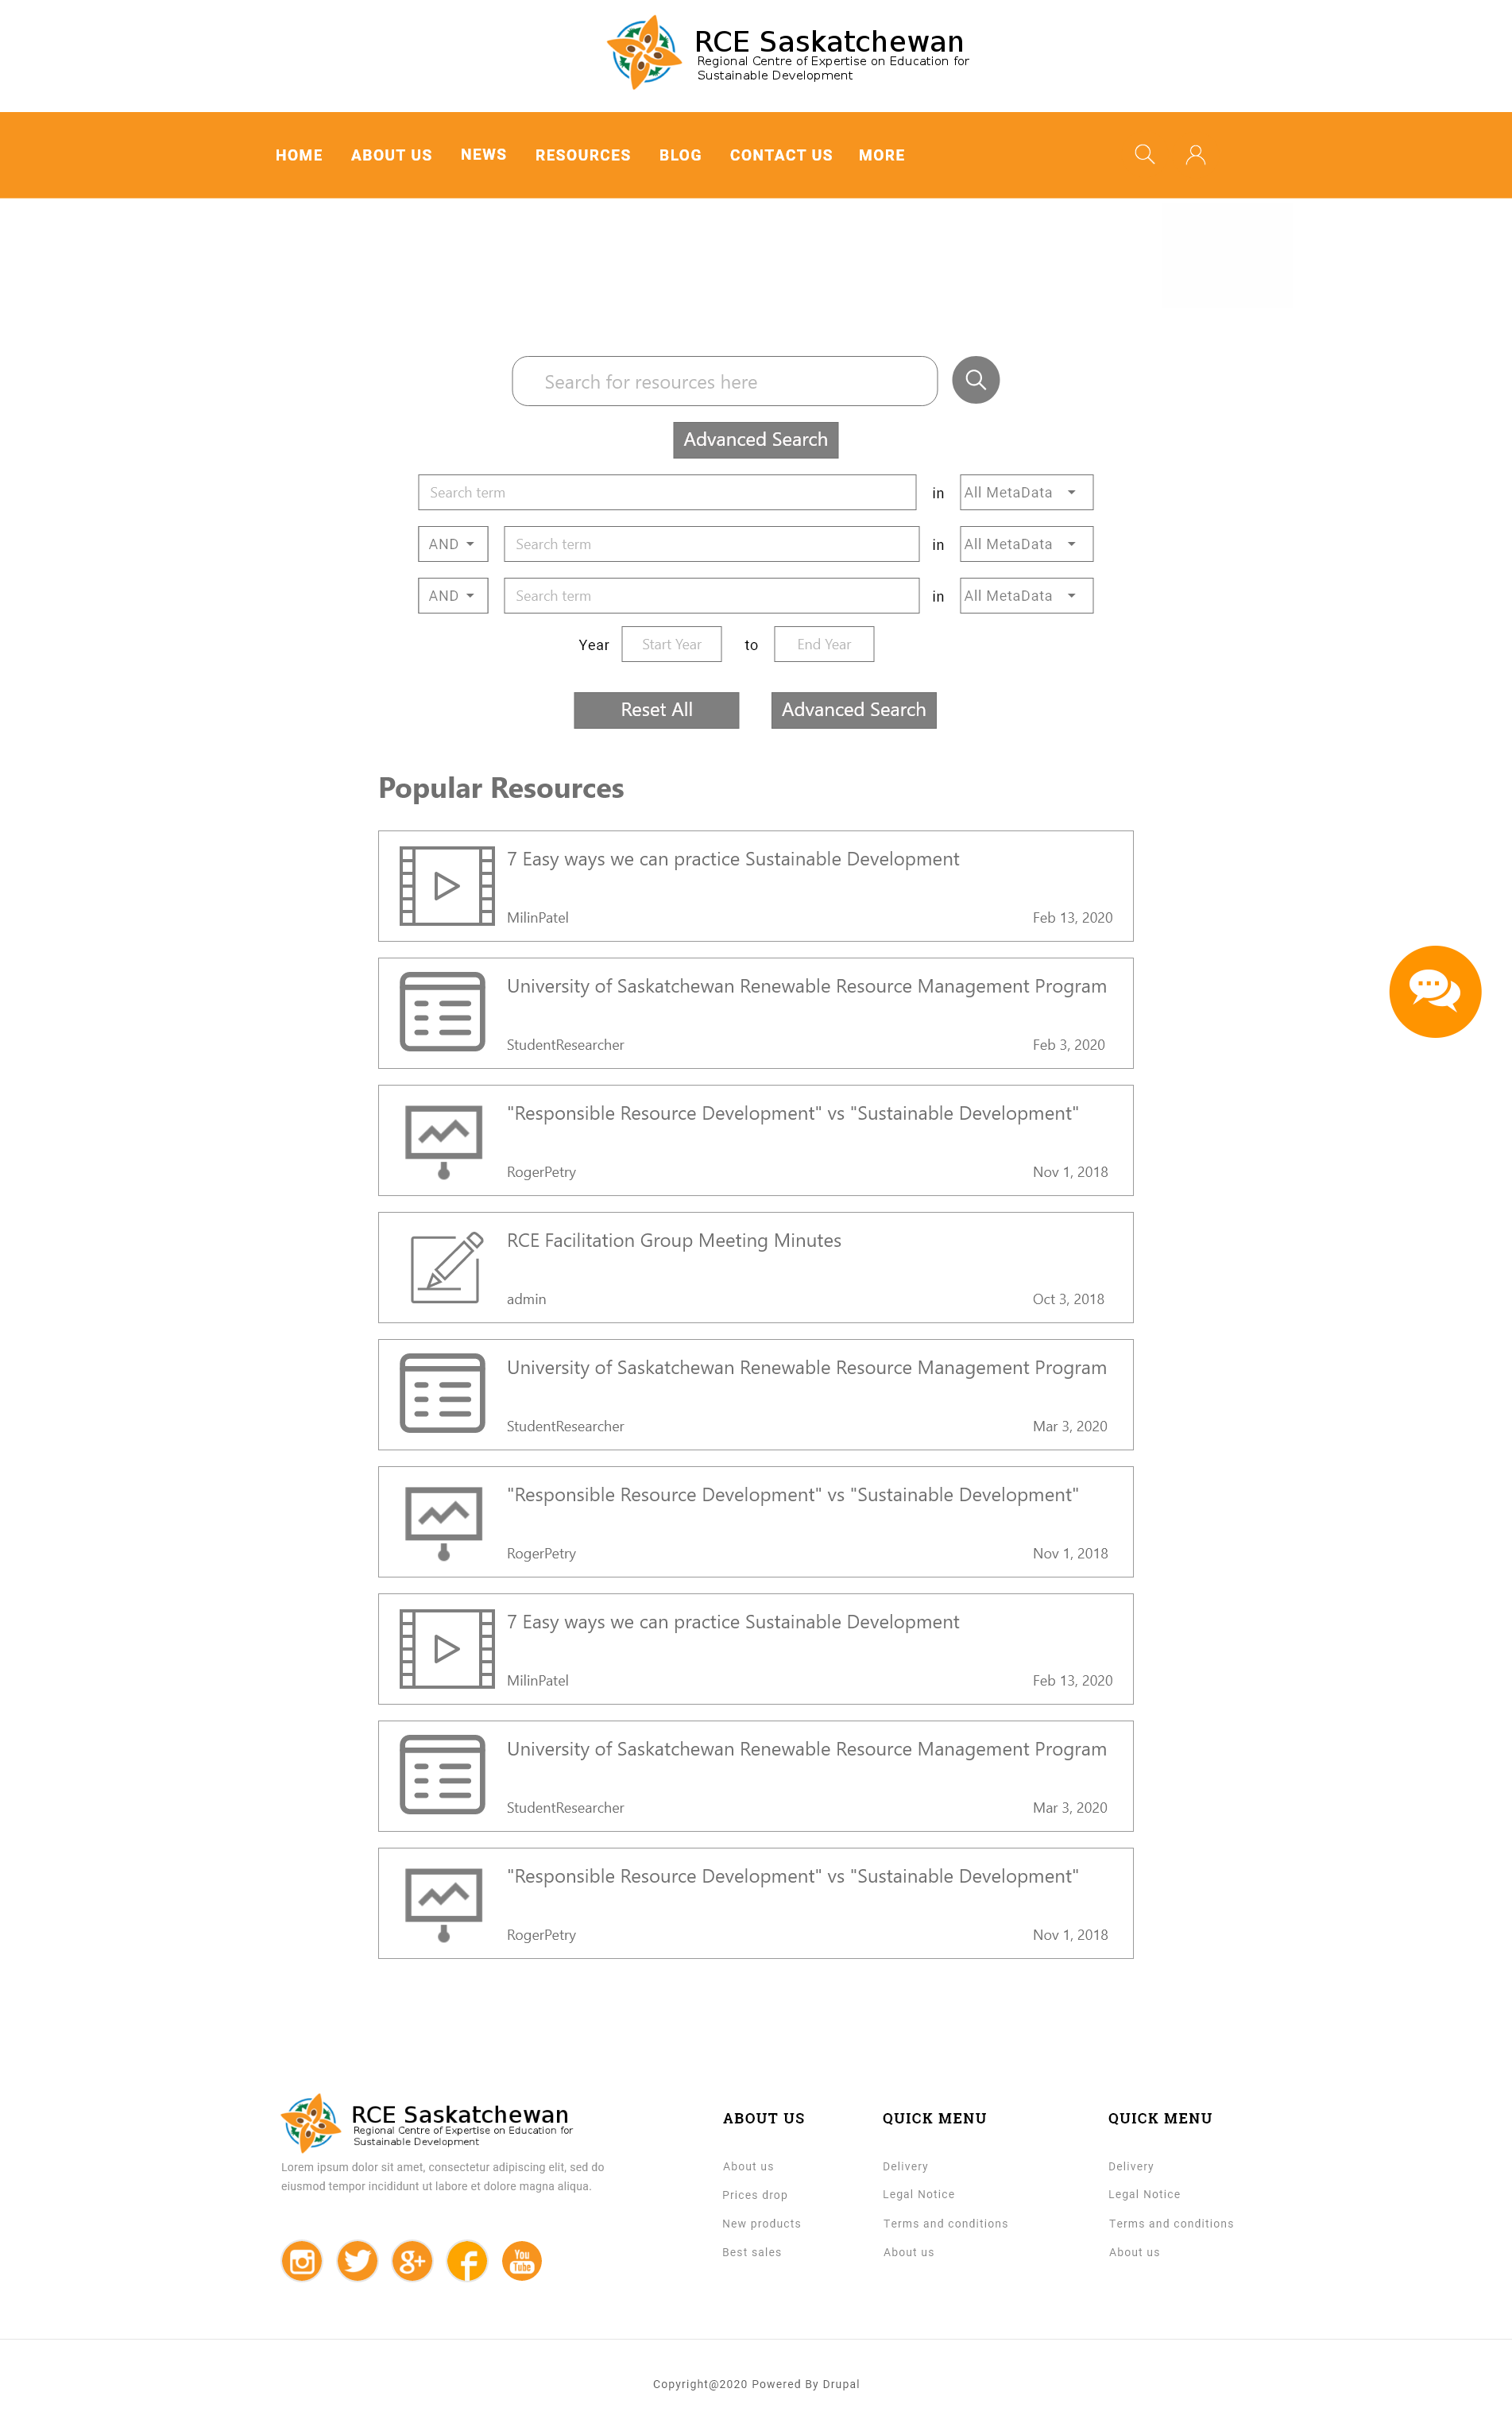 RCE Saskatchewan
Regional Centre of Expertise on Education for
Sustainable Development
HOME ABOUT US NEWS RESOURCES BLOG CONTACT US MORE
Search for resources here
Advanced Search
Search term in All MetaData
AND Search term in All MetaData
AND Search term in All MetaData
Year Start Year to End Year
Reset All Advanced Search
Popular Resources
7 Easy ways we can practice Sustainable Development
MilinPatel Feb 13, 2020
University of Saskatchewan Renewable Resource Management Program
StudentResearcher Feb 3, 2020
"Responsible Resource Development" vs "Sustainable Development"
RogerPetry Nov 1, 2018
RCE Facilitation Group Meeting Minutes
admin Oct 3, 2018
University of Saskatchewan Renewable Resource Management Program
StudentResearcher Mar 3, 2020
"Responsible Resource Development" vs "Sustainable Development"
RogerPetry Nov 1, 2018
7 Easy ways we can practice Sustainable Development
MilinPatel Feb 13, 2020
University of Saskatchewan Renewable Resource Management Program
StudentResearcher Mar 3, 2020
"Responsible Resource Development" vs "Sustainable Development"
RogerPetry Nov 1, 2018
RCE Saskatchewan
Regional Centre of Expertise on Education for
Sustainable Development
Lorem ipsum dolor sit amet, consectetur adipiscing elit, sed do
eiusmod tempor incididunt ut labore et dolore magna aliqua.
g+ f You Tube
ABOUT US
About us
Prices drop
New products
Best sales
QUICK MENU
Delivery
Legal Notice
Terms and conditions
About us
QUICK MENU
Delivery
Legal Notice
Terms and conditions
About us
Copyright@2020 Powered By Drupal